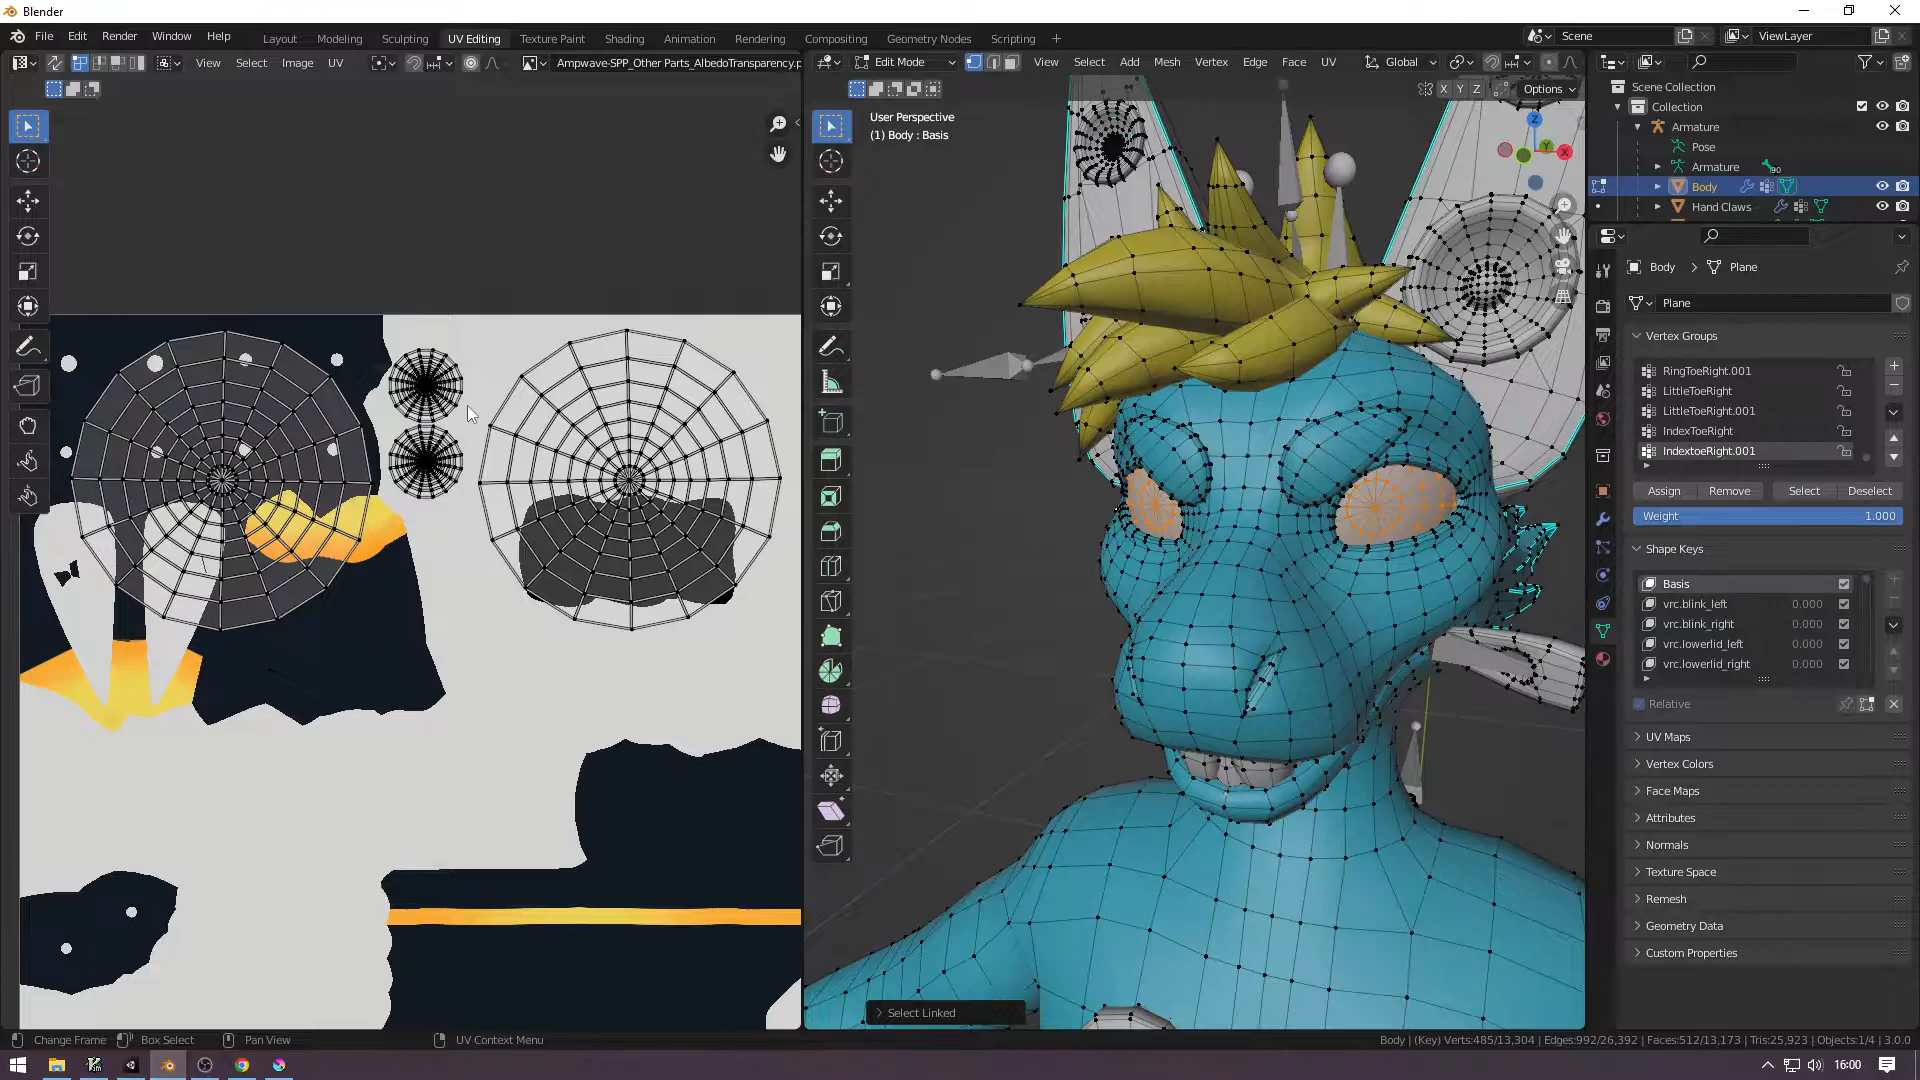 Blender
File Edit Render Window Help
Layout Modeling Sculpting UV Editing Texture Paint Shading Animation Rendering Compositing Geometry Nodes Scripting +
Scene
ViewLayer
View Select Image UV
Ampwave-SPP_Other Parts_AlbedoTransparency.p
Edit Mode
View Select Add Mesh Vertex Edge Face UV
Global
X Y Z
Options
User Perspective
(1) Body : Basis
Z
Y
X
Scene Collection
Collection
Armature
Pose
Armature
90
Body
Hand Claws
Body > Plane
Plane
Vertex Groups
RingToeRight.001
LittleToeRight
LittleToeRight.001
IndexToeRight
IndextoeRight.001
Assign Remove Select Deselect
Weight 1.000
Shape Keys
Basis
vrc.blink_left 0.000
vrc.blink_right 0.000
vrc.lowerlid_left 0.000
vrc.lowerlid_right 0.000
Relative
UV Maps
Vertex Colors
Face Maps
Attributes
Normals
Texture Space
Remesh
Geometry Data
Custom Properties
Select Linked
Change Frame Box Select Pan View UV Context Menu
Body | (Key) Verts:485/13,304 | Edges:992/26,392 | Faces:512/13,173 | Tris:25,923 | Objects:1/4 | 3.0.0
16:00